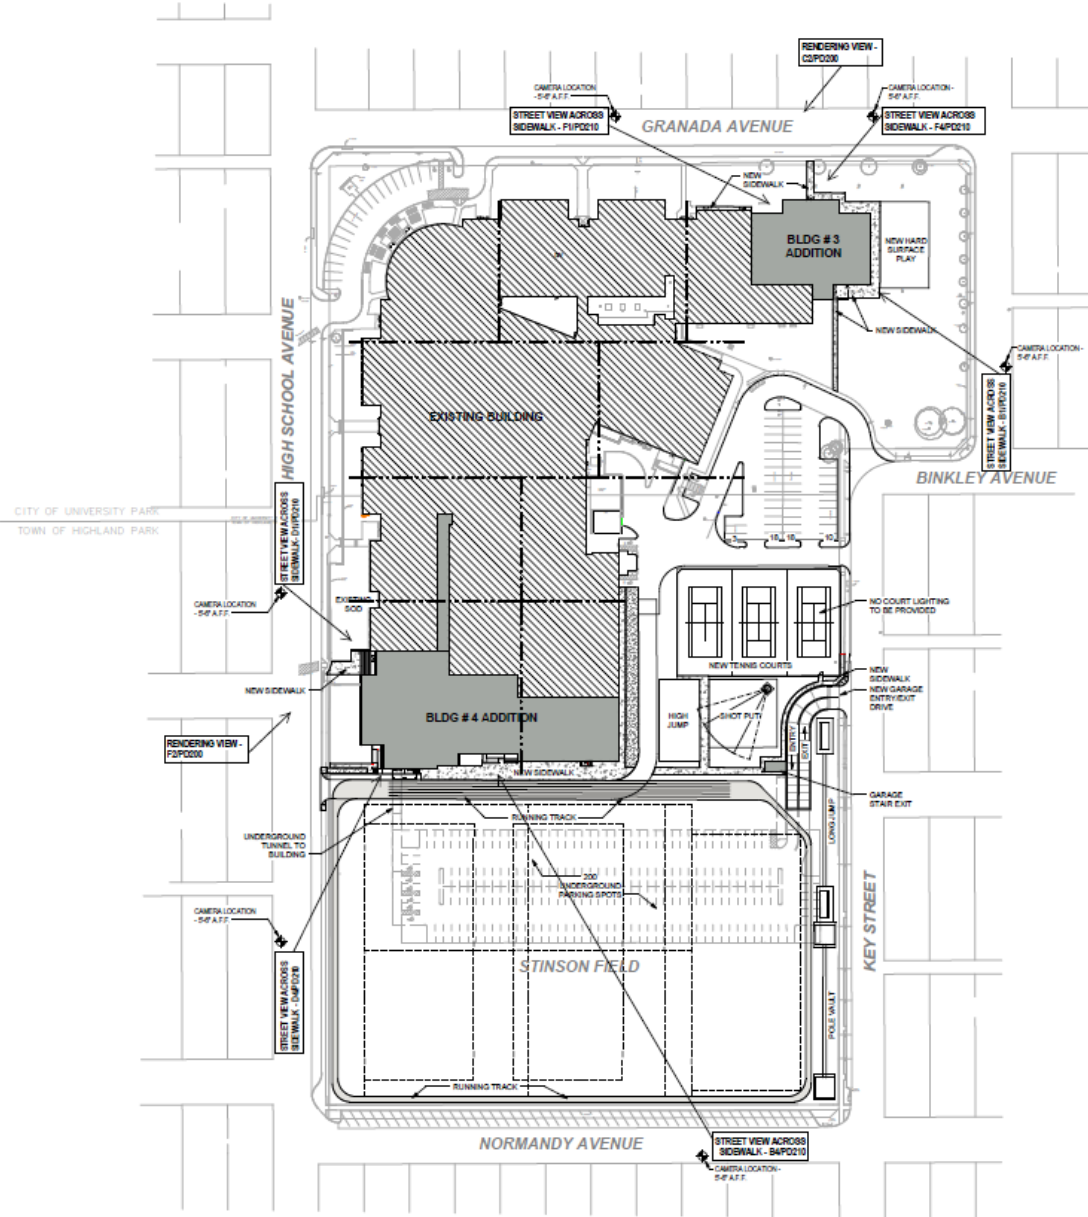 RENDERING VIEW -
C2/PD200
CAMERA LOCATION
- 5'-6" A.F.F.
CAMERA LOCATION -
5'-6" A.F.F.
STREET VIEW ACROSS
SIDEWALK - F1/PD210
STREET VIEW ACROSS
SIDEWALK - F4/PD210
GRANADA AVENUE
NEW
SIDEWALK
BLDG # 3
ADDITION
NEW HARD
SURFACE
PLAY
NEW SIDEWALK
CAMERA LOCATION -
5'-6" A.F.F.
STREET VIEW ACROSS
SIDEWALK - B1/PD210
HIGH SCHOOL AVENUE
EXISTING BUILDING
BINKLEY AVENUE
CITY OF UNIVERSITY PARK
TOWN OF HIGHLAND PARK
STREET VIEW ACROSS
SIDEWALK - D1/PD210
18
18
10
CAMERA LOCATION
- 5'-6" A.F.F.
EXISTING
SOD
NO COURT LIGHTING
TO BE PROVIDED
NEW TENNIS COURTS
NEW SIDEWALK
NEW
SIDEWALK
NEW GARAGE
ENTRY/EXIT
DRIVE
HIGH
JUMP
SHOT PUT
ENTRY
EXIT
BLDG # 4 ADDITION
RENDERING VIEW -
F2/PD200
NEW SIDEWALK
GARAGE
STAIR EXIT
RUNNING TRACK
LONG JUMP
UNDERGROUND
TUNNEL TO
BUILDING
200
UNDERGROUND
PARKING SPOTS
CAMERA LOCATION
- 5'-6" A.F.F.
KEY STREET
STREET VIEW ACROSS
SIDEWALK - D4/PD210
STINSON FIELD
POLE VAULT
RUNNING TRACK
NORMANDY AVENUE
STREET VIEW ACROSS
SIDEWALK - B4/PD210
CAMERA LOCATION -
5'-6" A.F.F.